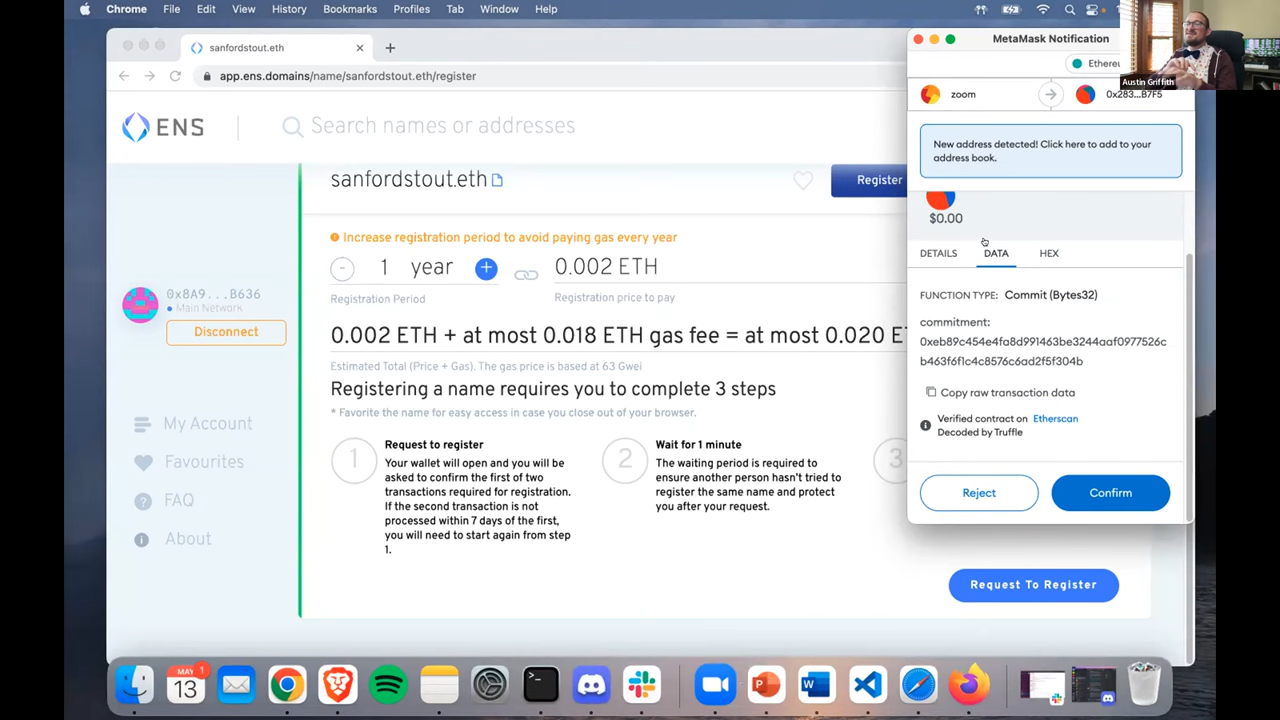 Chrome File Edit View History Bookmarks Profiles Tab Window Help
sanfordstout.eth
app.ens.domains/name/sanfordstout.eth/register
ENS
Search names or addresses
sanfordstout.eth
Register
Increase registration period to avoid paying gas every year
1 year
0.002 ETH
Registration Period
Registration price to pay
0.002 ETH + at most 0.018 ETH gas fee = at most 0.020 E
Estimated Total (Price + Gas). The gas price is based at 63 Gwei
Registering a name requires you to complete 3 steps
* Favorite the name for easy access in case you close out of your browser.
1
Request to register
Your wallet will open and you will be
asked to confirm the first of two
transactions required for registration.
If the second transaction is not
processed within 7 days of the first,
you will need to start again from step
1.
2
Wait for 1 minute
The waiting period is required to
ensure another person hasn't tried to
register the same name and protect
you after your request.
3
Request To Register
0x8A9...B636
Main Network
Disconnect
My Account
Favourites
FAQ
About
MetaMask Notification
Ethereu
zoom
0x283...B7F5
New address detected! Click here to add to your
address book.
$0.00
DETAILS DATA HEX
FUNCTION TYPE: Commit (Bytes32)
commitment:
0xeb89c454e4fa8d991463be3244aaf0977526c
b463f6f1c4c8576c6ad2f5f304b
Copy raw transaction data
Verified contract on Etherscan
Decoded by Truffle
Reject
Confirm
Austin Griffith
MAY
1
13